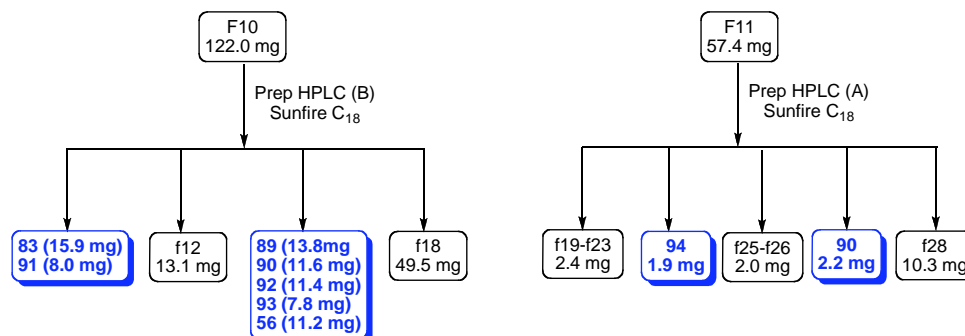 F10
122.0 mg
Prep HPLC (B)
Sunfire C18
83 (15.9 mg)
91 (8.0 mg)
f12
13.1 mg
89 (13.8mg
90 (11.6 mg)
92 (11.4 mg)
93 (7.8 mg)
56 (11.2 mg)
f18
49.5 mg
F11
57.4 mg
Prep HPLC (A)
Sunfire C18
f19-f23
2.4 mg
94
1.9 mg
f25-f26
2.0 mg
90
2.2 mg
f28
10.3 mg